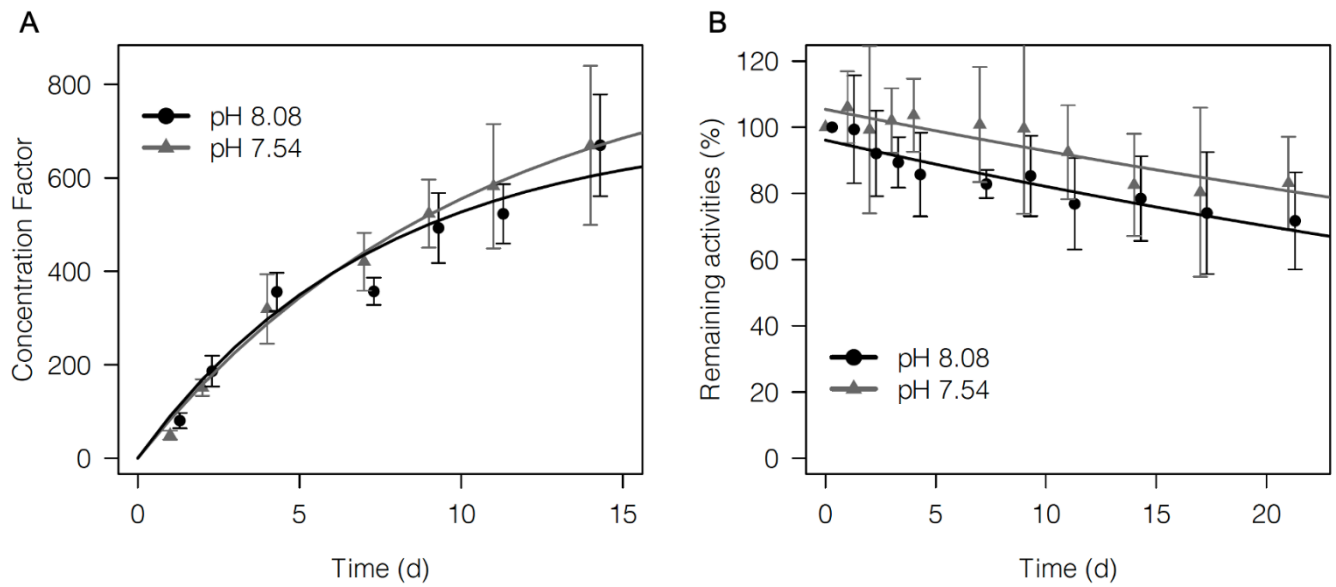 A
Concentration Factor
800
600
400
200
0
pH 8.08
pH 7.54
0 5 10 15
Time (d)
B
Remaining activities (%)
120
100
80
60
40
20
0
pH 8.08
pH 7.54
0 5 10 15 20
Time (d)